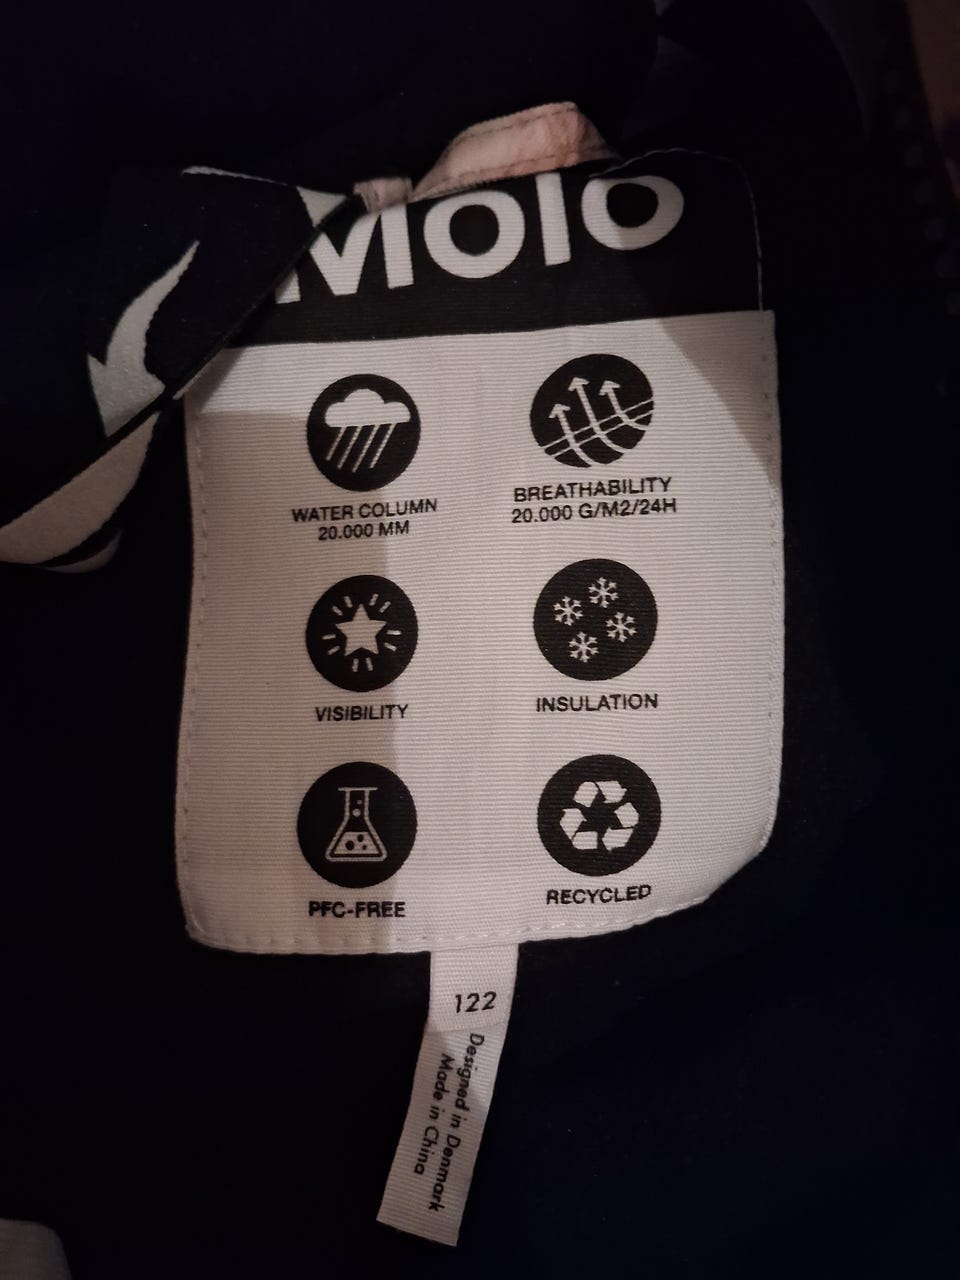 Molo
WATER COLUMN
20.000 MM
BREATHABILITY
20.000 G/M2/24H
VISIBILITY
INSULATION
PFC-FREE
RECYCLED
122
Designed in Denmark
Made in China